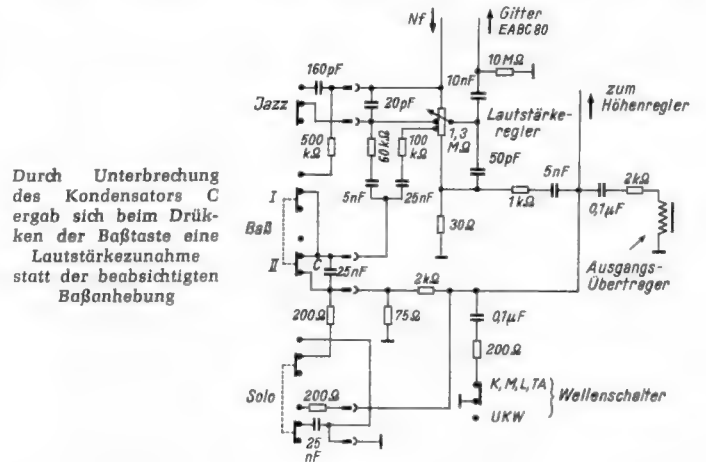 Nf
Gitter
EABC 80
160pF
10MΩ
10nF
zum
Höhenregler
Jazz
20pF
Lautstärke-
regler
1,3
MΩ
500
kΩ
60kΩ
100
kΩ
50pF
5nF
2kΩ
Durch Unterbrechung
des Kondensators C
ergab sich beim Drük-
ken der Baßtaste eine
Lautstärkezunahme
statt der beabsichtigten
Baßanhebung
I
5nF
25nF
1kΩ
0,1µF
Baß
30Ω
II
C
25nF
Ausgangs-
Übertrager
2kΩ
200Ω
75Ω
0,1µF
200Ω
Solo
200Ω
K, M, L, TA
Wellenschalter
UKW
25
nF